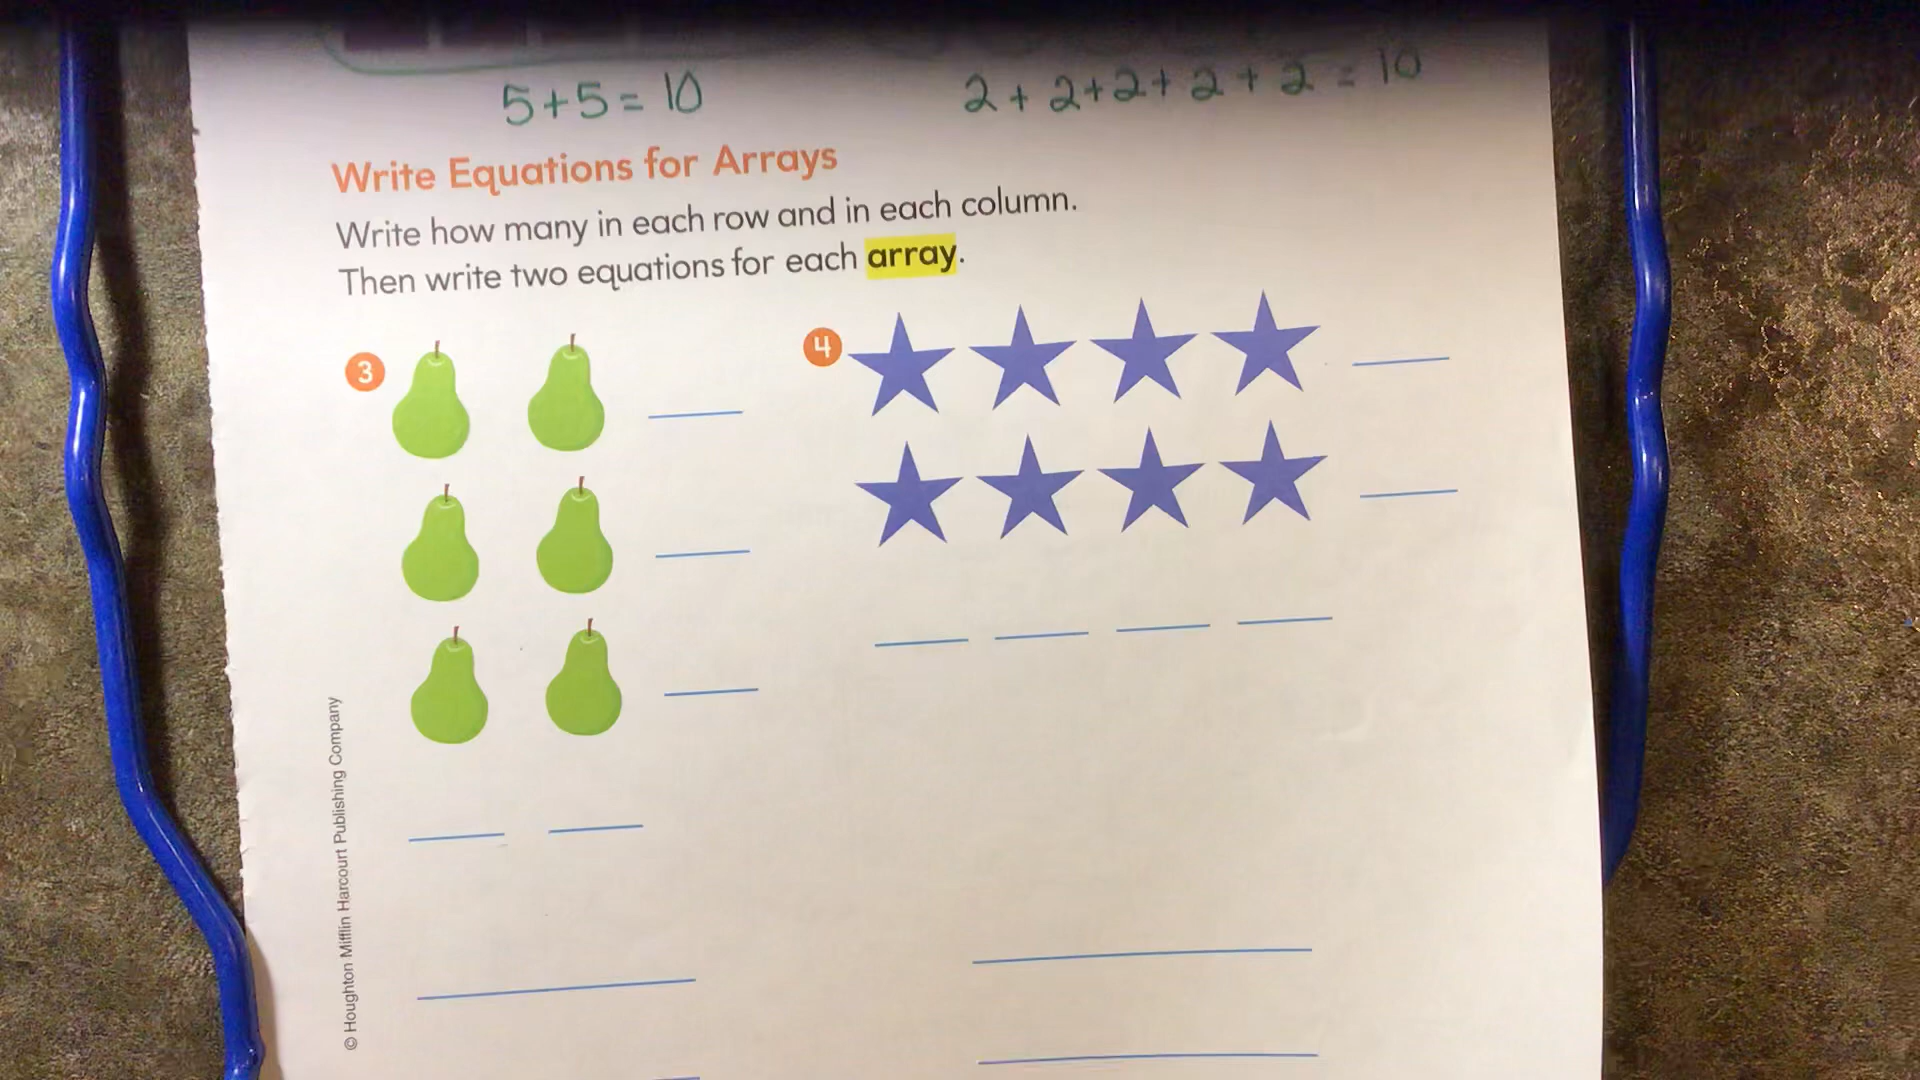 5+5=10
2+2+2+2+2=10
Write Equations for Arrays
Write how many in each row and in each column.
Then write two equations for each array.
3
4
© Houghton Mifflin Harcourt Publishing Company